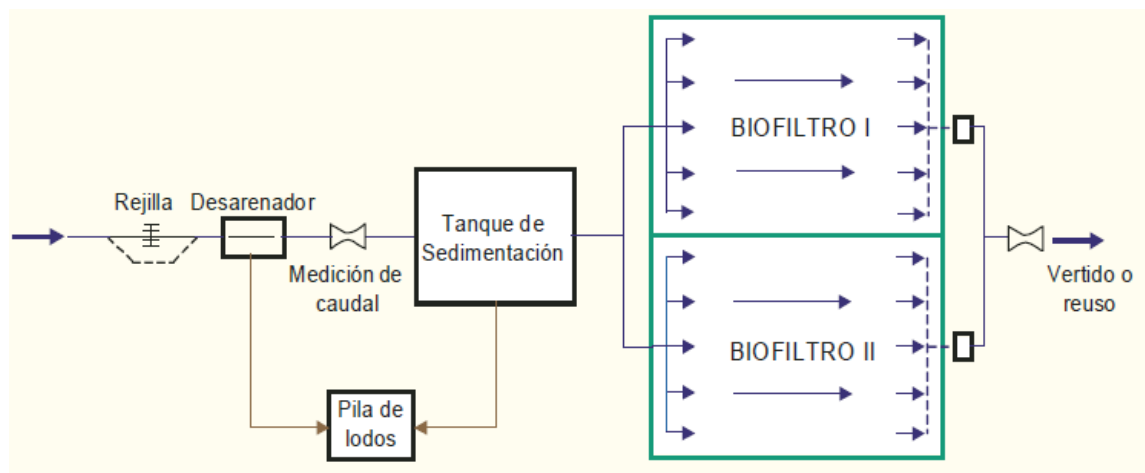 Rejilla
Desarenador
Medición de
caudal
Tanque de
Sedimentación
Pila de
lodos
BIOFILTRO I
BIOFILTRO II
Vertido o
reuso